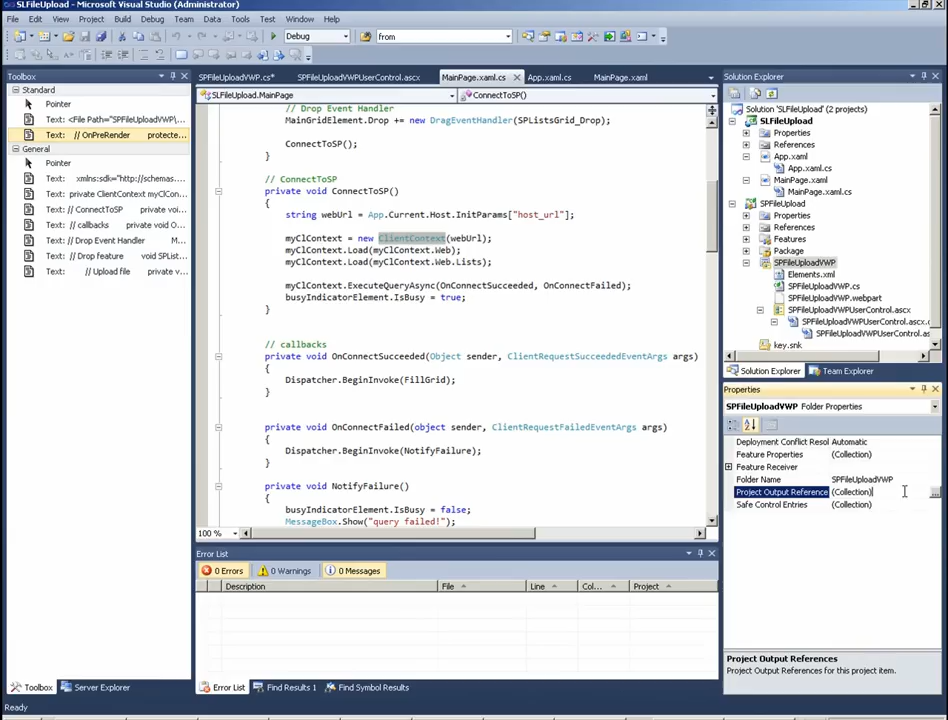 SLFileUpload - Microsoft Visual Studio (Administrator)
File Edit View Project Build Debug Team Data Tools Test Window Help
Debug from
Toolbox
Standard
Pointer
Text: <File Path="SPFileUploadVWP\...
Text: // OnPreRender protecte...
General
Pointer
Text: xmlns:sdk="http://schemas...
Text: private ClientContext myClCon...
Text: // ConnectToSP private voi...
Text: // callbacks private void O...
Text: // Drop Event Handler M...
Text: // Drop feature void SPList...
Text: // Upload file private v...
Toolbox Server Explorer
SPFileUploadVWP.cs* SPFileUploadVWPUserControl.ascx MainPage.xaml.cs App.xaml.cs MainPage.xaml
SLFileUpload.MainPage ConnectToSP()
// Drop Event Handler
MainGridElement.Drop += new DragEventHandler(SPListsGrid_Drop);
ConnectToSP();
}
// ConnectToSP
private void ConnectToSP()
{
string webUrl = App.Current.Host.InitParams["host_url"];
myClContext = new ClientContext(webUrl);
myClContext.Load(myClContext.Web);
myClContext.Load(myClContext.Web.Lists);
myClContext.ExecuteQueryAsync(OnConnectSucceeded, OnConnectFailed);
busyIndicatorElement.IsBusy = true;
}
// callbacks
private void OnConnectSucceeded(Object sender, ClientRequestSucceededEventArgs args)
{
Dispatcher.BeginInvoke(FillGrid);
}
private void OnConnectFailed(object sender, ClientRequestFailedEventArgs args)
{
Dispatcher.BeginInvoke(NotifyFailure);
}
private void NotifyFailure()
{
busyIndicatorElement.IsBusy = false;
MessageBox.Show("query failed!");
100 %
Error List
0 Errors 0 Warnings 0 Messages
Description File Line Col... Project
Error List Find Results 1 Find Symbol Results
Solution Explorer
Solution 'SLFileUpload' (2 projects)
SLFileUpload
Properties
References
App.xaml
App.xaml.cs
MainPage.xaml
MainPage.xaml.cs
SPFileUpload
Properties
References
Features
Package
SPFileUploadVWP
Elements.xml
SPFileUploadVWP.cs
SPFileUploadVWP.webpart
SPFileUploadVWPUserControl.ascx
SPFileUploadVWPUserControl.ascx.c
SPFileUploadVWPUserControl.as
key.snk
Solution Explorer Team Explorer
Properties
SPFileUploadVWP Folder Properties
Deployment Conflict Resol Automatic
Feature Properties (Collection)
Feature Receiver
Folder Name SPFileUploadVWP
Project Output Reference (Collection)
Safe Control Entries (Collection)
Project Output References
Project Output References for this project item.
Ready